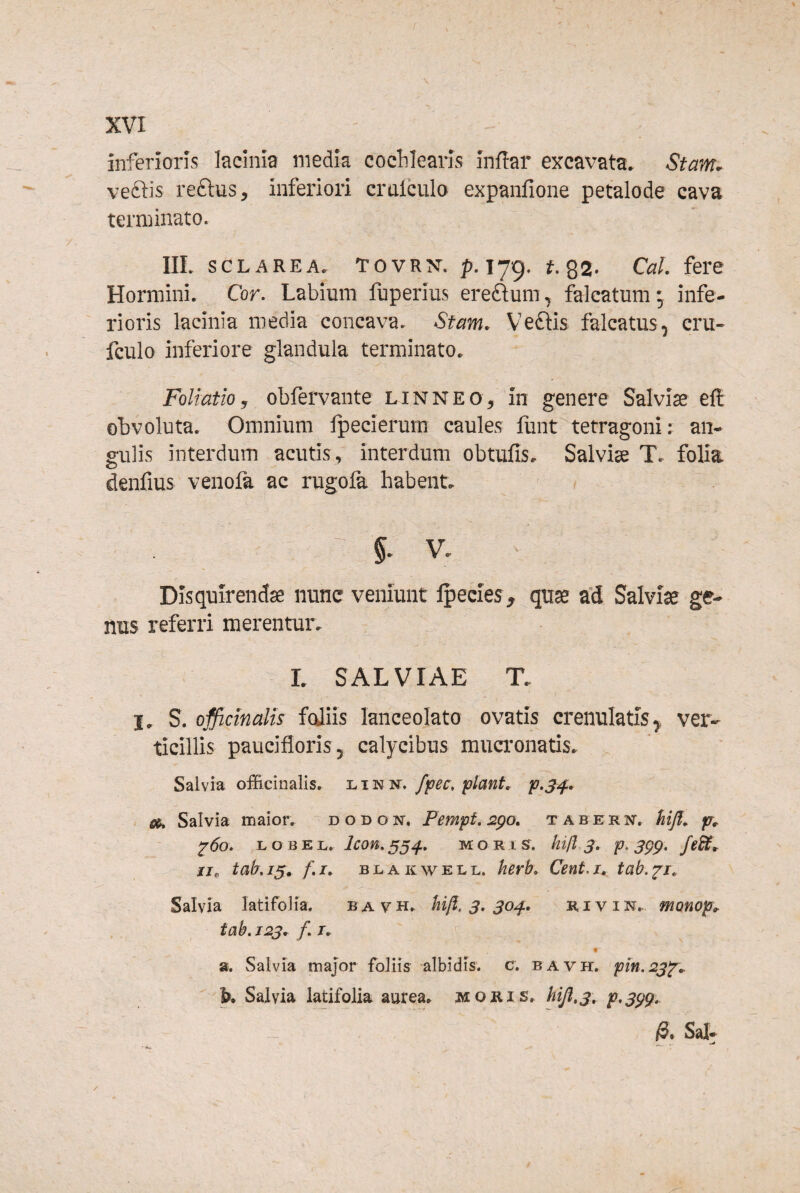 XVI
inferioris lacinia media cochlearis inſtar excavata. Stam.
vectis rectus, inferiori cruſculo expanſione petalode cava
terminato.
III. SCLAREA. TOVRN. p. 179. t. 82. Cal. fere
Hormini. Cor. Labium ſuperius erectum, falcatum; infe-
rioris lacinia media concava. Stam. Vectis falcatus, cru-
ſculo inferiore glandula terminato.
Foliatio, obſervante LINNEO, in genere Salviæ eſt
obvoluta. Omnium ſpecierum caules ſunt tetragoni: an-
gulis interdum acutis, interdum obtuſis. Salviæ T. folia
denſius venoſa ac rugoſa habent.
§. V.
Disquirendæ nunc veniunt ſpecies, quæ ad Salviæ ge-
nus referri merentur.
I. SALVIAE T.
1. S. officinalis foliis lanceolato ovatis crenulatis, ver-
ticillis paucifloris, calycibus mucronatis.
Salvia officinalis. LINN. ſpec. plant. p. 34.
α. Salvia maior. DODON. Pempt. 290. TABERN. hiſt. p.
760. LOBEL. Icon. 554. MORIS. hiſt 3. p. 399. ſect.
11. tab. 15. f. 1. BLAKWELL. herb. Cent. 1. tab. 71.
Salvia latifolia. BAVH. hiſt. 3. 304. RIVIN. monop.
tab. 123. f. 1.
a. Salvia major foliis albidis. C. BAVH. pin. 237.
b. Salvia latifolia aurea. MORIS. hiſt. 3. p. 399.
β. Sal-